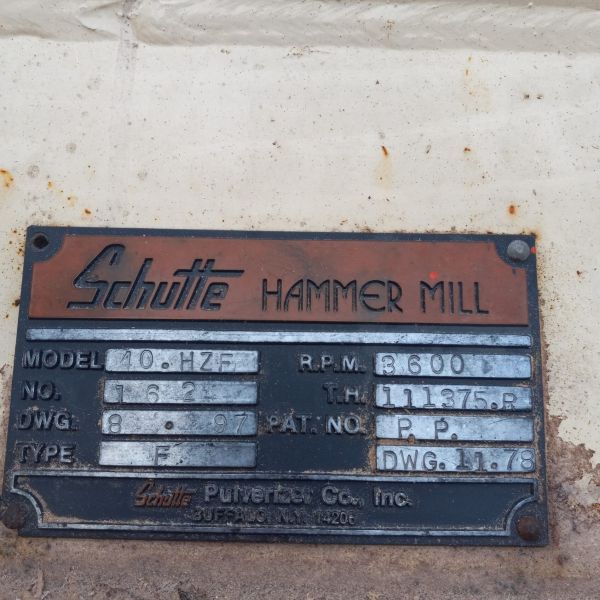 Schutte HAMMER MILL
MODEL 40.HZF R.P.M. 3600
NO. 162 T.H. 111375.R
DWG. 8.97 PAT. NO. P.P.
TYPE F DWG. 11.78
Schutte Pulverizer Co., Inc.
BUFFALO, N.Y. 14206